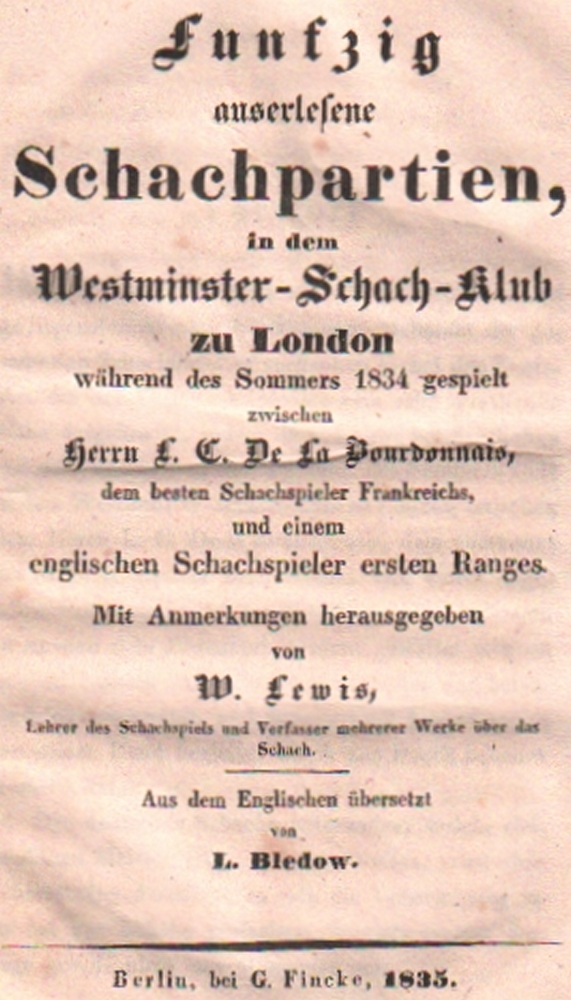 Funfzig
auserlesene
Schachpartien,
in dem
Westminster-Schach-Klub
zu London
während des Sommers 1834 gespielt
zwischen
Herrn L. C. De La Bourdonnais,
dem besten Schachspieler Frankreichs,
und einem
englischen Schachspieler ersten Ranges.
Mit Anmerkungen herausgegeben
von
W. Lewis,
Lehrer des Schachspiels und Verfasser mehrerer Werke über das
Schach.
Aus dem Englischen übersetzt
von
L. Bledow.
Berlin, bei G. Fincke, 1835.